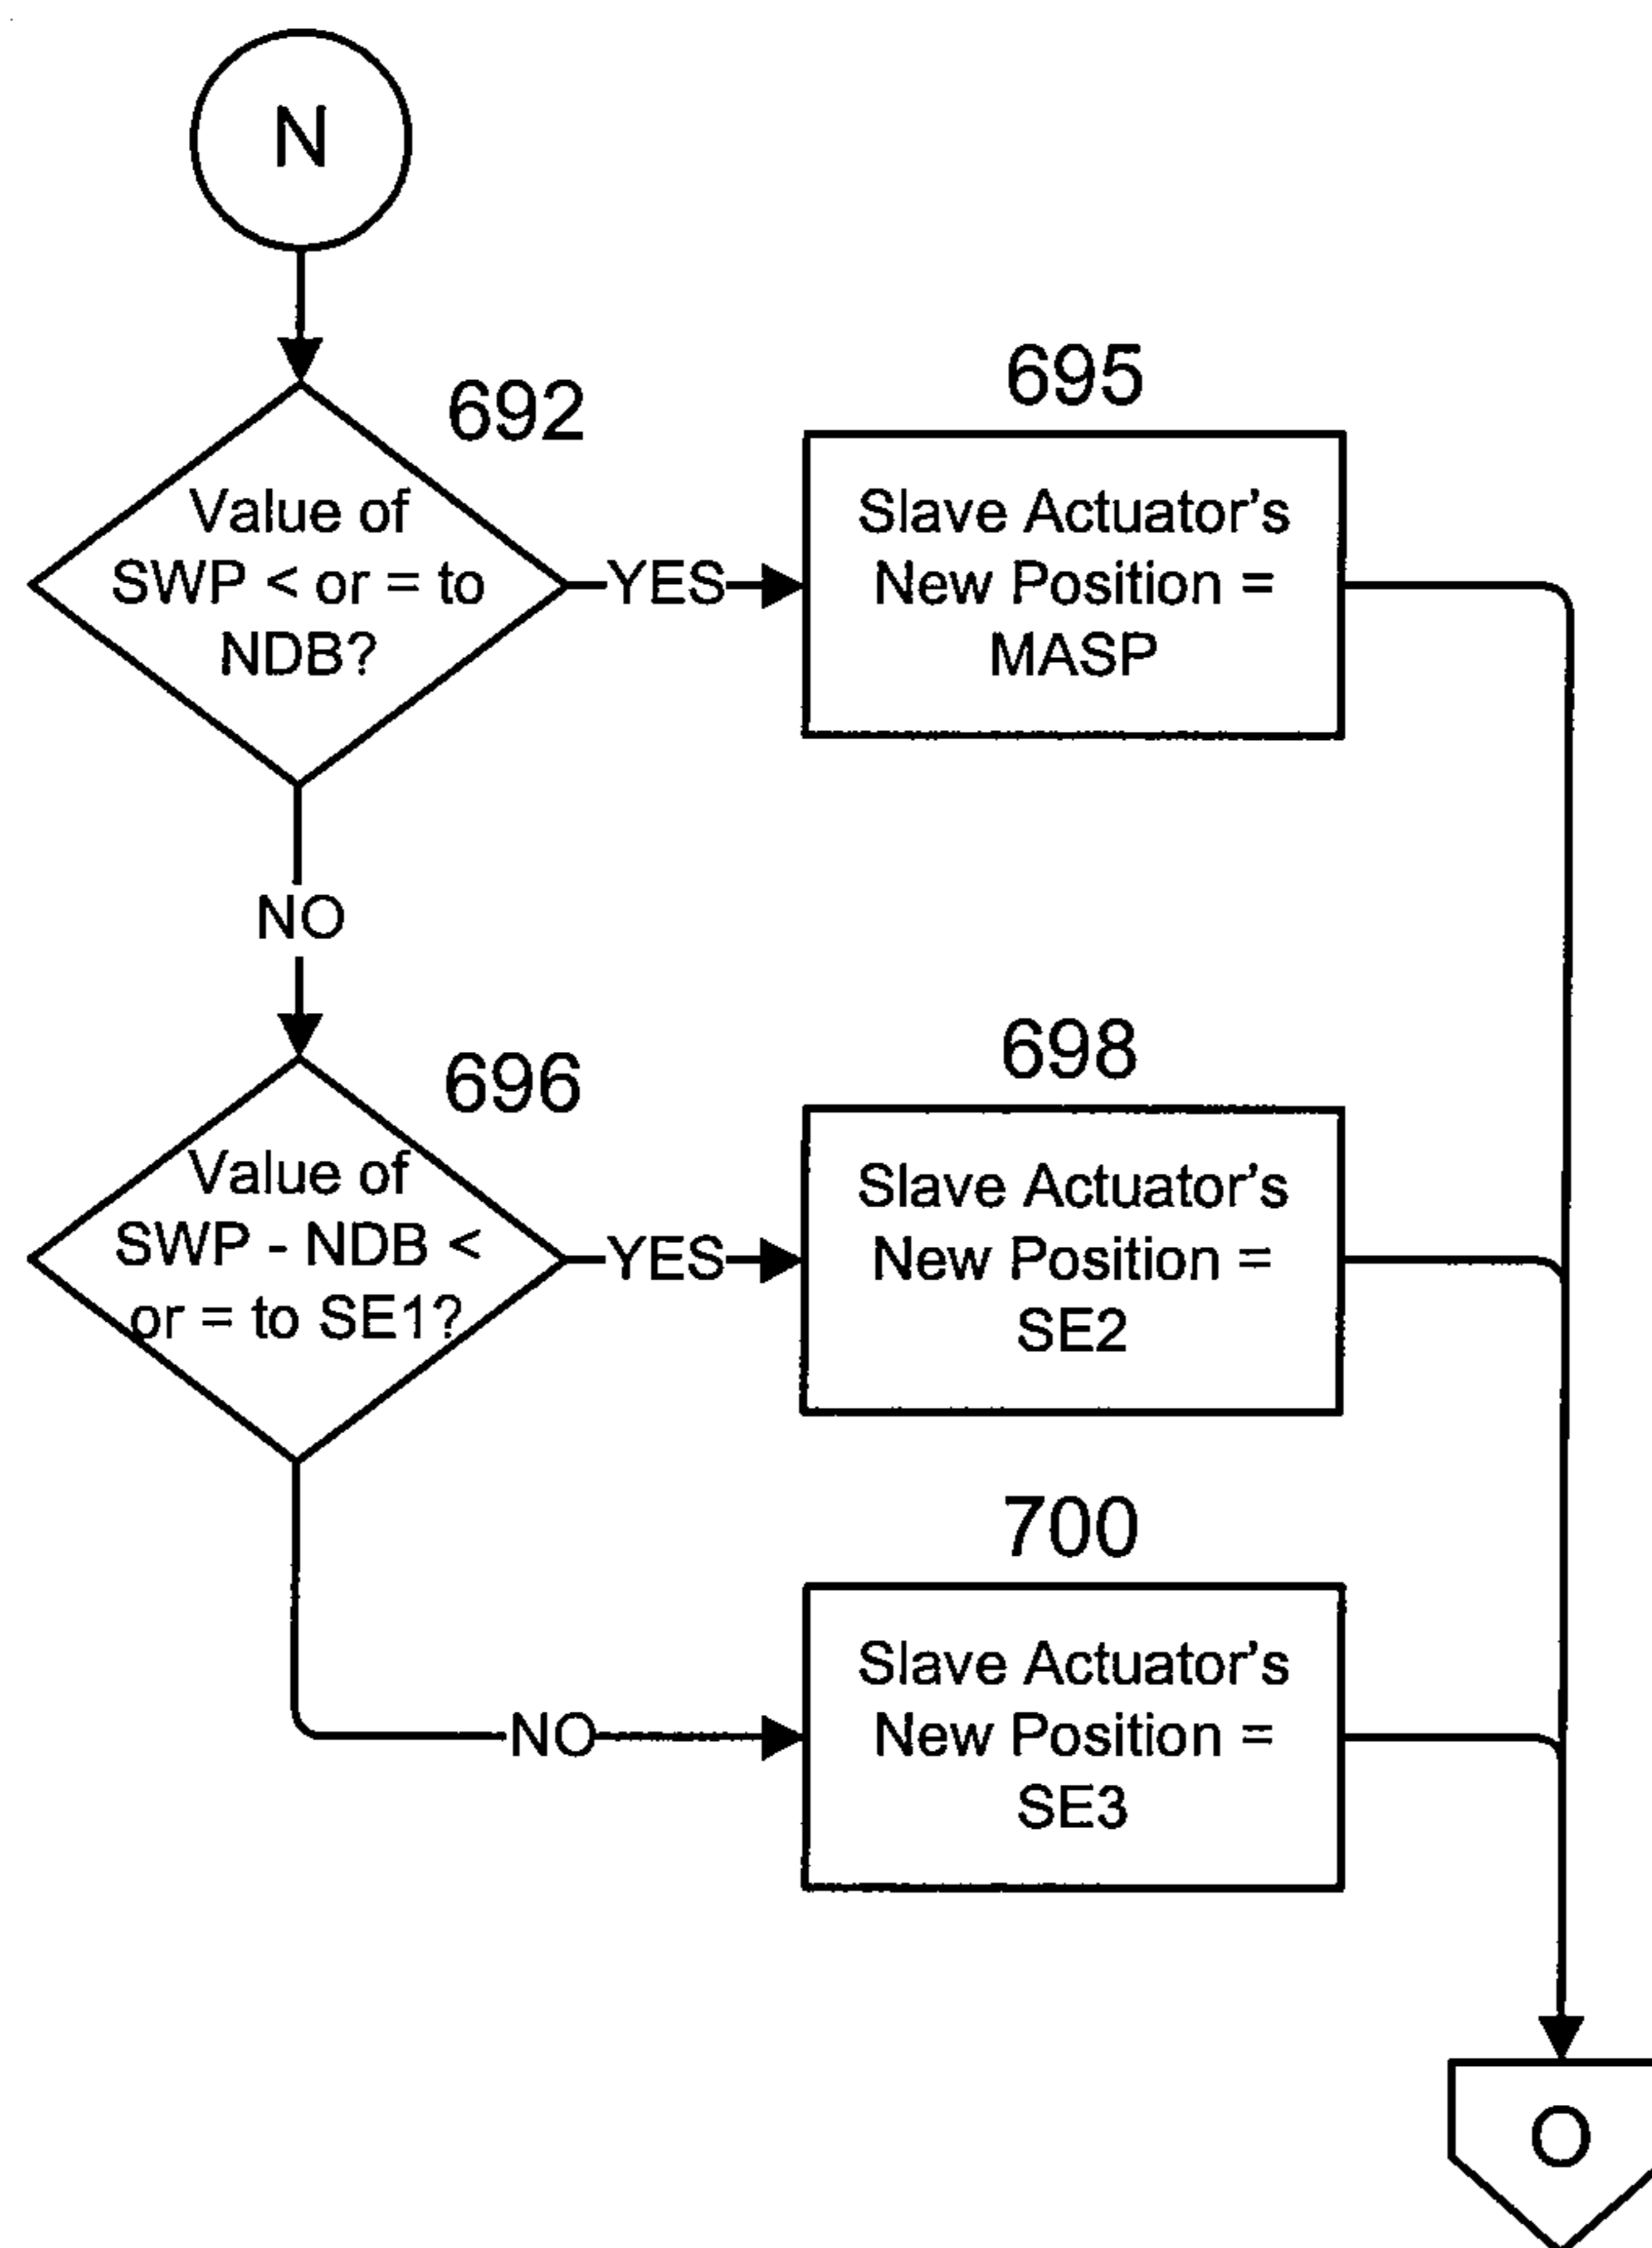 N
692
Value of
SWP < or = to
NDB?
YES
695
Slave Actuator's
New Position =
MASP
NO
696
Value of
SWP - NDB <
or = to SE1?
YES
698
Slave Actuator's
New Position =
SE2
NO
700
Slave Actuator's
New Position =
SE3
O